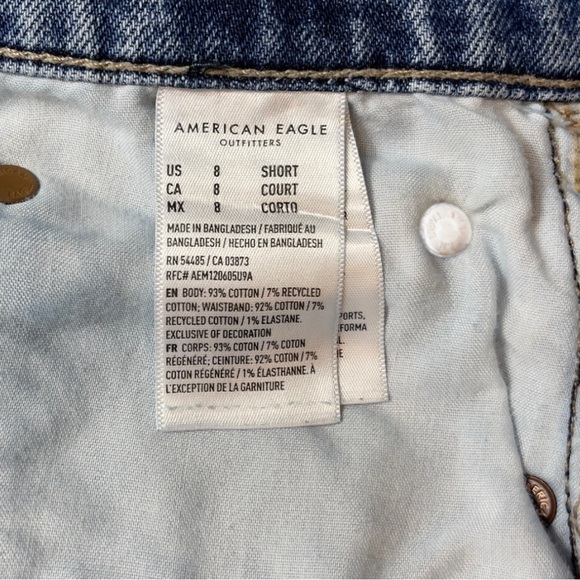 AMERICAN EAGLE
OUTFITTERS
US 8 SHORT
CA 8 COURT
MX 8 CORTO
MADE IN BANGLADESH / FABRIQUÉ AU
BANGLADESH / HECHO EN BANGLADESH
RN 54485 / CA 03873
RFC# AEM120605U9A
EN BODY: 93% COTTON / 7% RECYCLED
COTTON; WAISTBAND: 92% COTTON / 7%
RECYCLED COTTON / 1% ELASTANE.
EXCLUSIVE OF DECORATION
FR CORPS: 93% COTON / 7% COTON
RÉGÉNÉRÉ; CEINTURE: 92% COTON / 7%
COTON RÉGÉNÉRÉ / 1% ÉLASTHANNE. À
L'EXCEPTION DE LA GARNITURE
PORTS,
FORMA